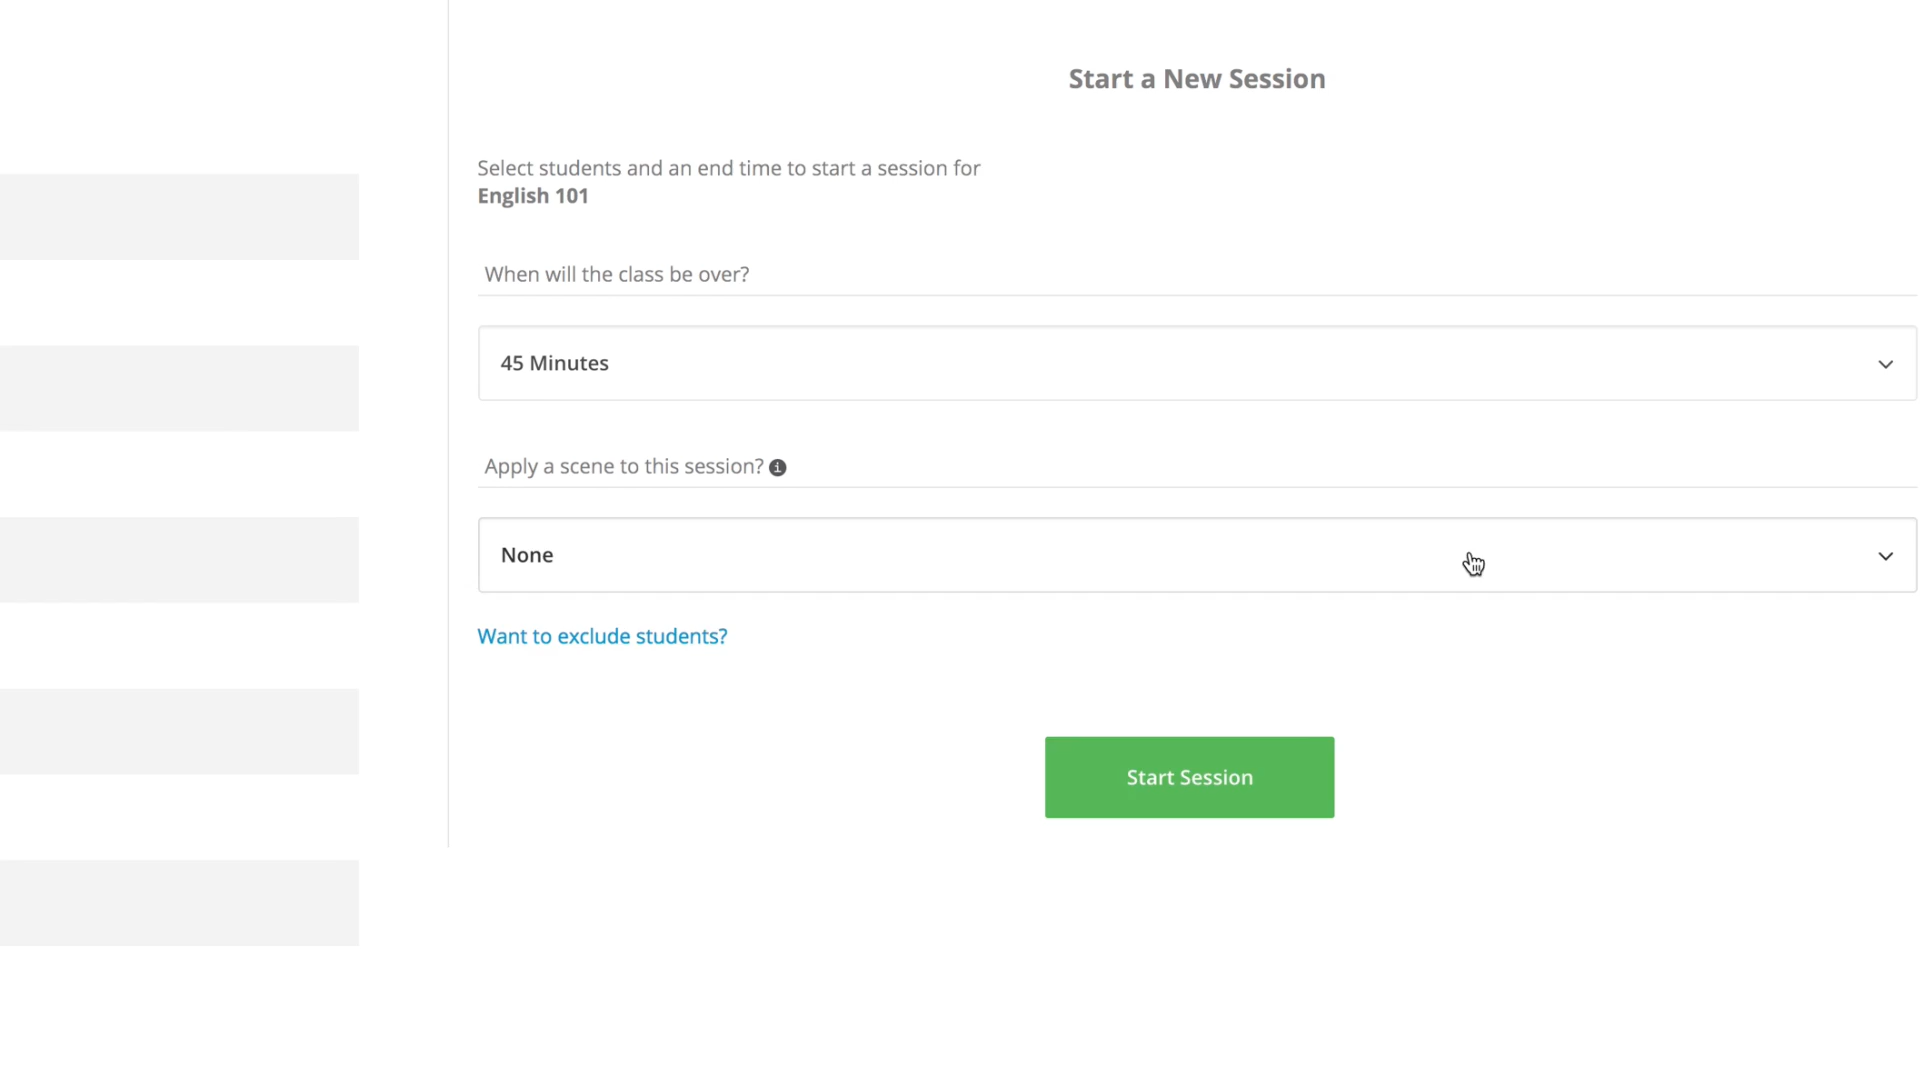 Start a New Session
Select students and an end time to start a session for
English 101
When will the class be over?
45 Minutes
Apply a scene to this session?
None
Want to exclude students?
Start Session